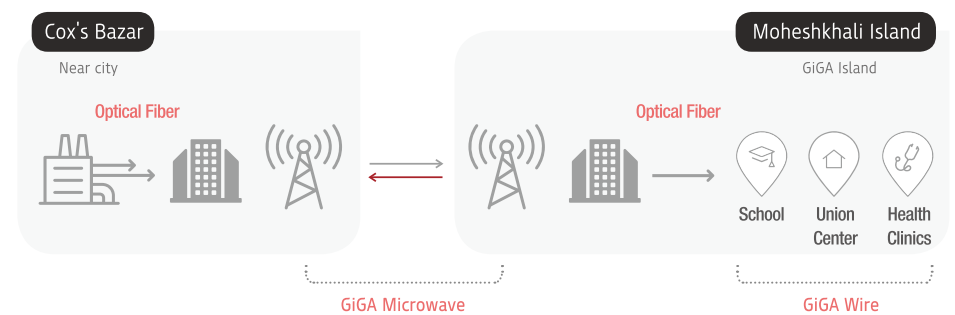 Cox's Bazar
Near city
Optical Fiber
Moheshkhali Island
GiGA Island
Optical Fiber
School
Union
Center
Health
Clinics
GiGA Microwave
GiGA Wire